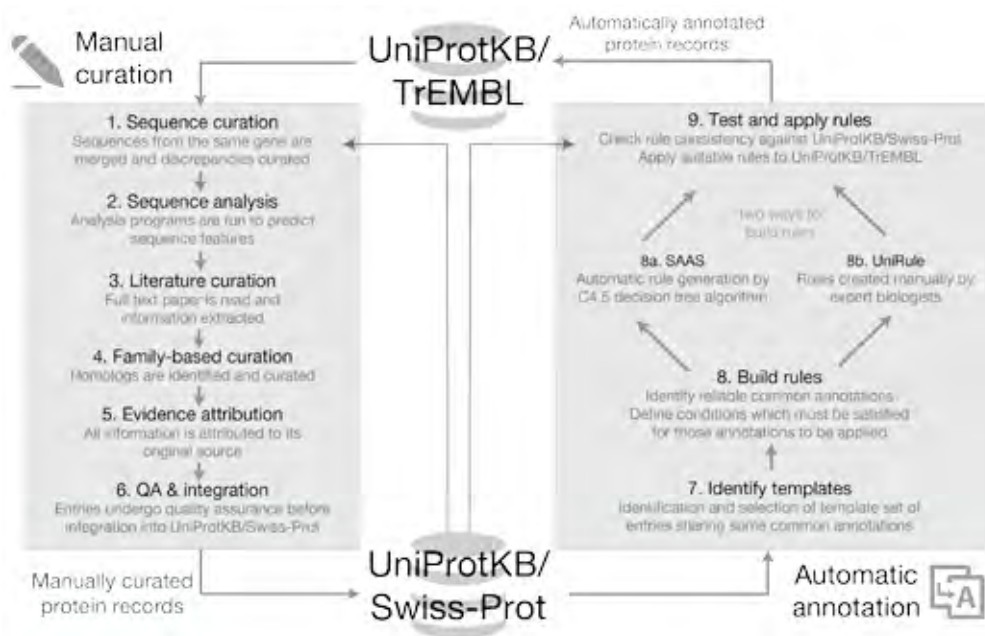 Manual
curation
UniProtKB/
TrEMBL
Automatically annotated
protein records
1. Sequence curation
Sequences from the same gene are
merged and discrepancies curated
2. Sequence analysis
Analysis programs are run to predict
sequence features
3. Literature curation
Full text paper is read and
information extracted
4. Family-based curation
Homologs are identified and curated
5. Evidence attribution
All information is attributed to its
original source
6. QA & integration
Entries undergo quality assurance before
integration into UniProtKB/Swiss-Prot
Manually curated
protein records
UniProtKB/
Swiss-Prot
9. Test and apply rules
Check rule consistency against UniProtKB/Swiss-Prot
Apply suitable rules to UniProtKB/TrEMBL
two ways to
build rules
8a. SAAS
Automatic rule generation by
C4.5 decision tree algorithm
8b. UniRule
Rules created manually by
expert biologists
8. Build rules
Identify reliable common annotations
Define conditions which must be satisfied
for those annotations to be applied
7. Identify templates
Identification and selection of template set of
entries sharing some common annotations
Automatic
annotation
A